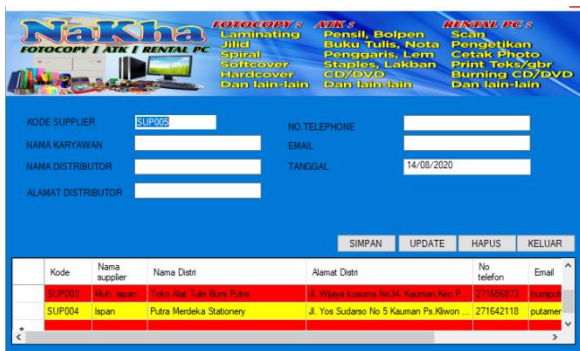 NaKha
FOTOCOPY / ATK / RENTAL PC
FOTOCOPY :
Laminating
Jilid
Spiral
Softcover
Hardcover
Dan lain-lain
ATK :
Pensil, Bolpen
Buku Tulis, Nota
Penggaris, Lem
Staples, Lakban
CD/DVD
Dan lain-lain
RENTAL PC :
Scan
Pengetikan
Cetak Photo
Print Teks/gbr
Burning CD/DVD
Dan lain-lain
KODE SUPPLIER SUP005
NAMA KARYAWAN
NAMA DISTRIBUTOR
ALAMAT DISTRIBUTOR
NO.TELEPHONE
EMAIL
TANGGAL 14/08/2020
SIMPAN UPDATE HAPUS KELUAR
Kode Nama supplier Nama Distri Alamat Distri No telefon Email
SUP003 Muh. Ispan Toko Alat Tulis Bumi Putra Jl. Wijaya kusuma No34, Kauman,Kec.P... 271656873 bumiput
SUP004 Ispan Putra Merdeka Stationery Jl. Yos Sudarso No 5 Kauman Ps.Kliwon ... 271642118 putamer